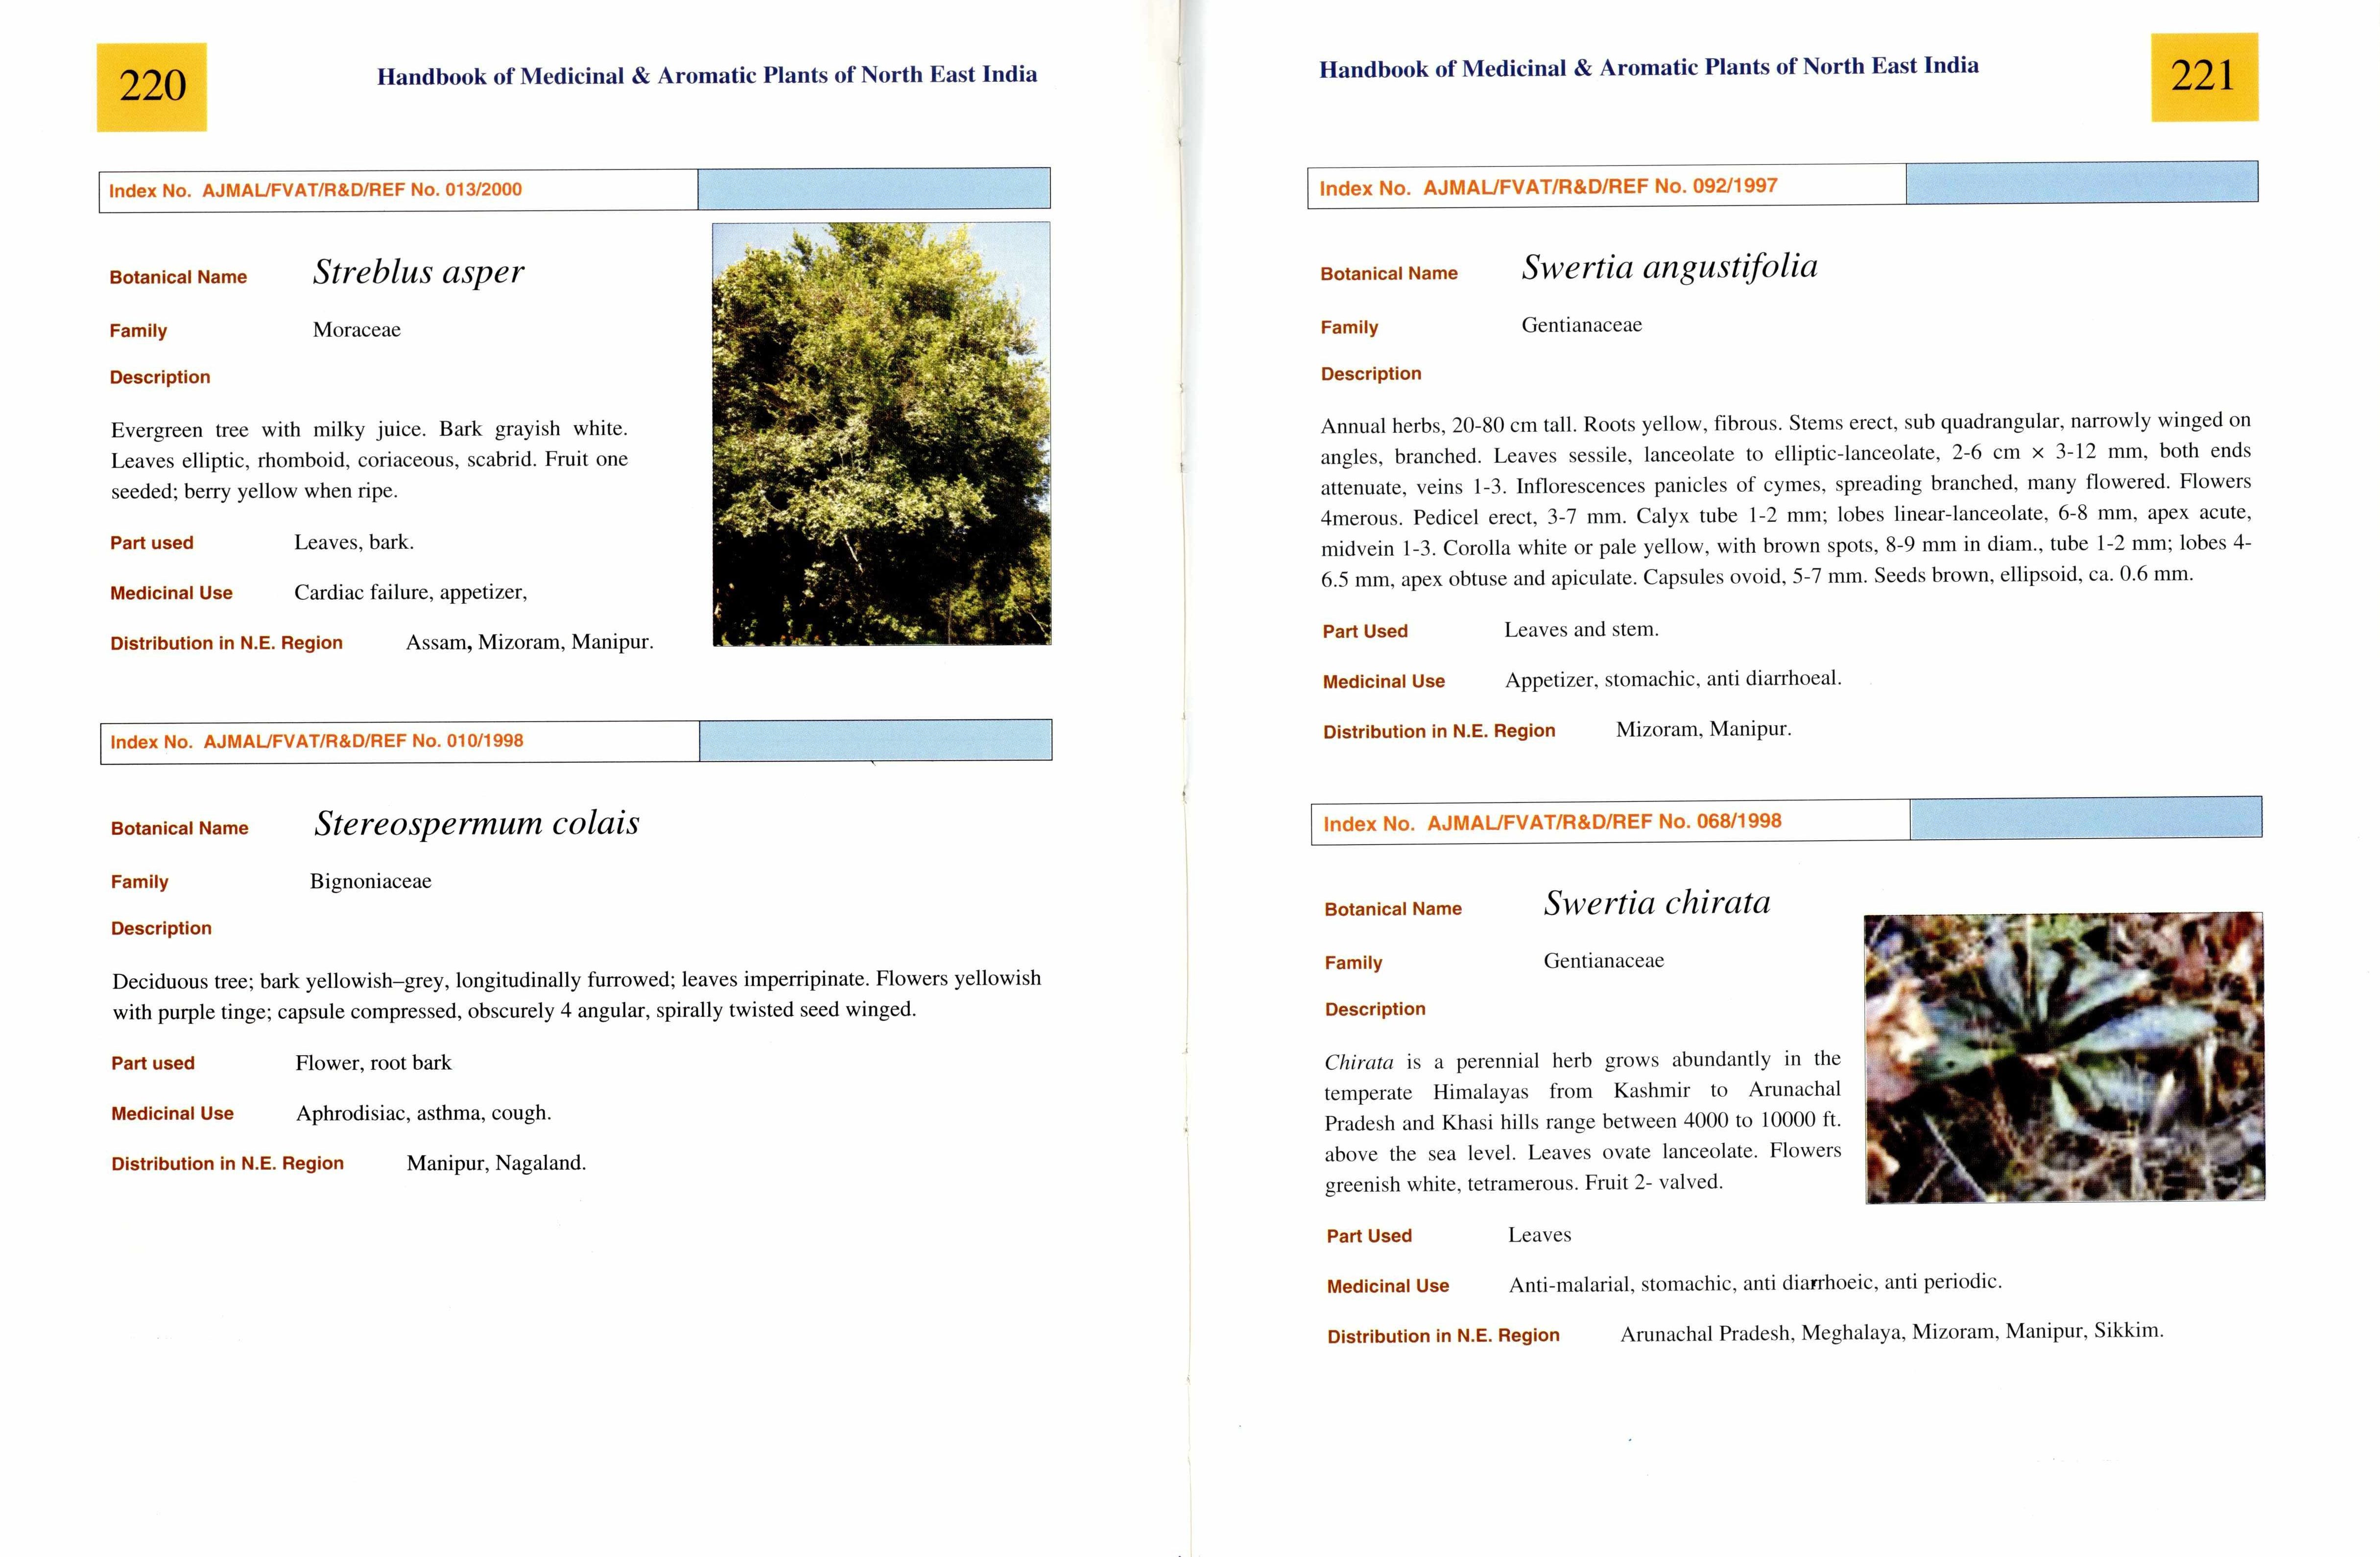 220
Handbook of Medicinal & Aromatic Plants of North East India
Index No. AJMAL/FVAT/R&D/REF No. 013/2000
Botanical Name Streblus asper
Family Moraceae
Description
Evergreen tree with milky juice. Bark grayish white.
Leaves elliptic, rhomboid, coriaceous, scabrid. Fruit one
seeded; berry yellow when ripe.
Part used Leaves, bark.
Medicinal Use Cardiac failure, appetizer,
Distribution in N.E. Region Assam, Mizoram, Manipur.
Index No. AJMAL/FVAT/R&D/REF No. 010/1998
Botanical Name Stereospermum colais
Family Bignoniaceae
Description
Deciduous tree; bark yellowish–grey, longitudinally furrowed; leaves imperripinate. Flowers yellowish
with purple tinge; capsule compressed, obscurely 4 angular, spirally twisted seed winged.
Part used Flower, root bark
Medicinal Use Aphrodisiac, asthma, cough.
Distribution in N.E. Region Manipur, Nagaland.
Handbook of Medicinal & Aromatic Plants of North East India
221
Index No. AJMAL/FVAT/R&D/REF No. 092/1997
Botanical Name Swertia angustifolia
Family Gentianaceae
Description
Annual herbs, 20-80 cm tall. Roots yellow, fibrous. Stems erect, sub quadrangular, narrowly winged on
angles, branched. Leaves sessile, lanceolate to elliptic-lanceolate, 2-6 cm × 3-12 mm, both ends
attenuate, veins 1-3. Inflorescences panicles of cymes, spreading branched, many flowered. Flowers
4merous. Pedicel erect, 3-7 mm. Calyx tube 1-2 mm; lobes linear-lanceolate, 6-8 mm, apex acute,
midvein 1-3. Corolla white or pale yellow, with brown spots, 8-9 mm in diam., tube 1-2 mm; lobes 4-
6.5 mm, apex obtuse and apiculate. Capsules ovoid, 5-7 mm. Seeds brown, ellipsoid, ca. 0.6 mm.
Part Used Leaves and stem.
Medicinal Use Appetizer, stomachic, anti diarrhoeal.
Distribution in N.E. Region Mizoram, Manipur.
Index No. AJMAL/FVAT/R&D/REF No. 068/1998
Botanical Name Swertia chirata
Family Gentianaceae
Description
Chirata is a perennial herb grows abundantly in the
temperate Himalayas from Kashmir to Arunachal
Pradesh and Khasi hills range between 4000 to 10000 ft.
above the sea level. Leaves ovate lanceolate. Flowers
greenish white, tetramerous. Fruit 2- valved.
Part Used Leaves
Medicinal Use Anti-malarial, stomachic, anti diarrhoeic, anti periodic.
Distribution in N.E. Region Arunachal Pradesh, Meghalaya, Mizoram, Manipur, Sikkim.